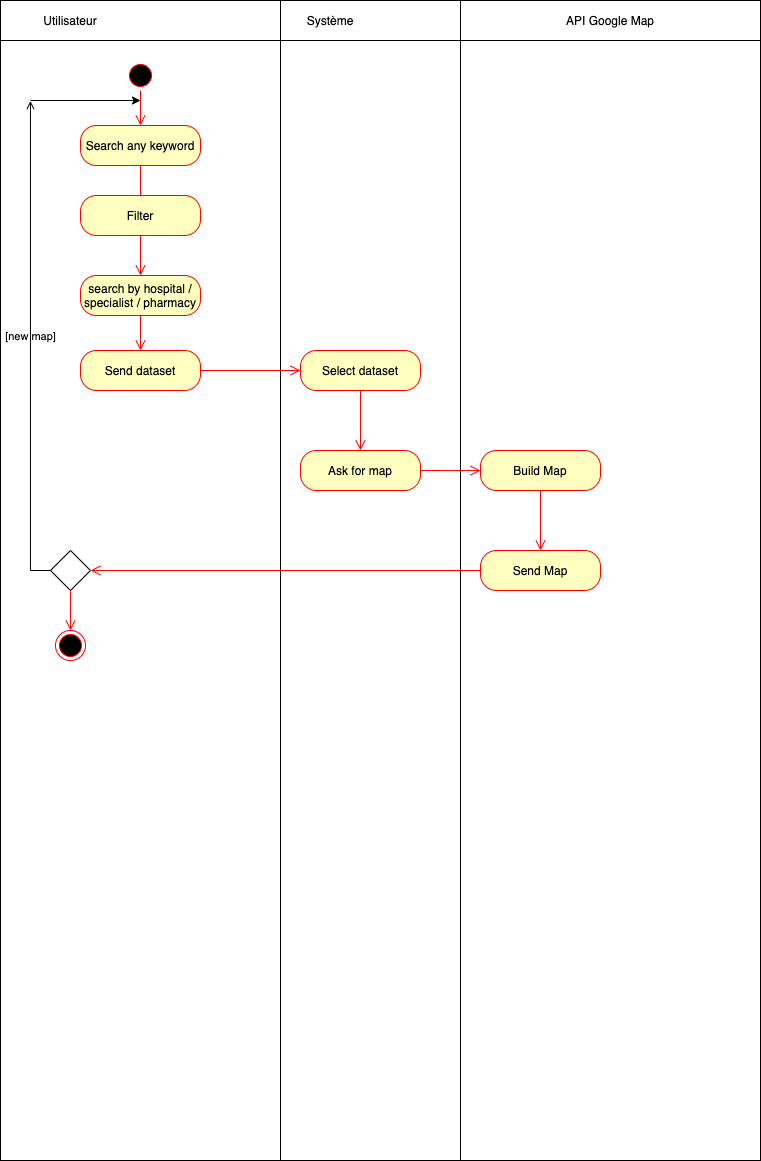 Utilisateur
Système
API Google Map
Search any keyword
Filter
search by hospital /
specialist / pharmacy
[new map]
Send dataset
Select dataset
Ask for map
Build Map
Send Map